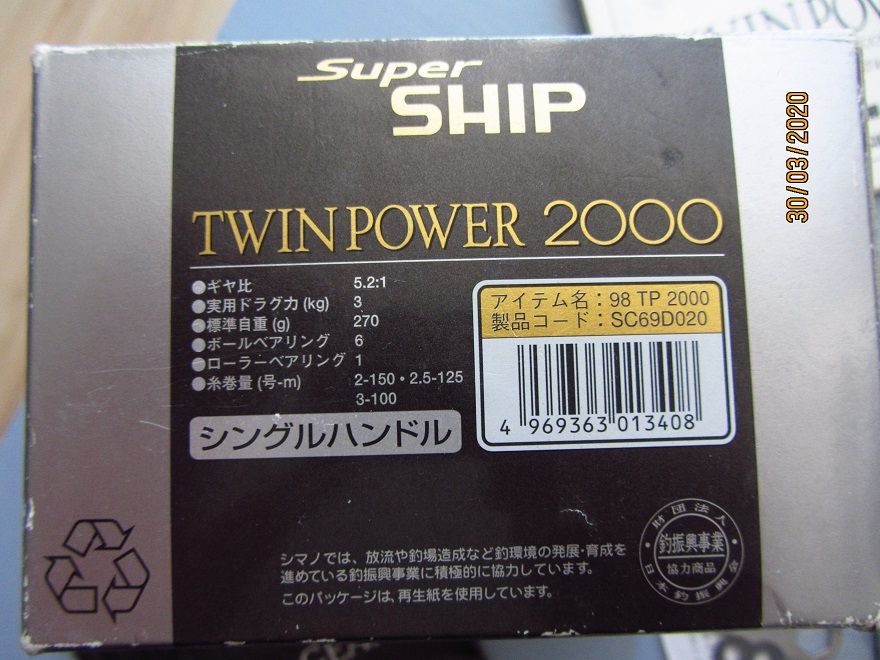 TWIN POW
Super
SHIP
30/03/2020
TWINPOWER 2000
●ギヤ比 5.2:1
●実用ドラグ力 (kg) 3
●標準自重 (g) 270
●ボールベアリング 6
●ローラーベアリング 1
●糸巻量 (号-m) 2-150・2.5-125
3-100
シングルハンドル
アイテム名：98 TP 2000
製品コード：SC69D020
4 969363 013408
シマノでは、放流や釣場造成など釣環境の発展・育成を
進めている釣振興事業に積極的に協力しています。
このパッケージは、再生紙を使用しています。
財団法人
釣振興事業
協力商品
日本釣振興会